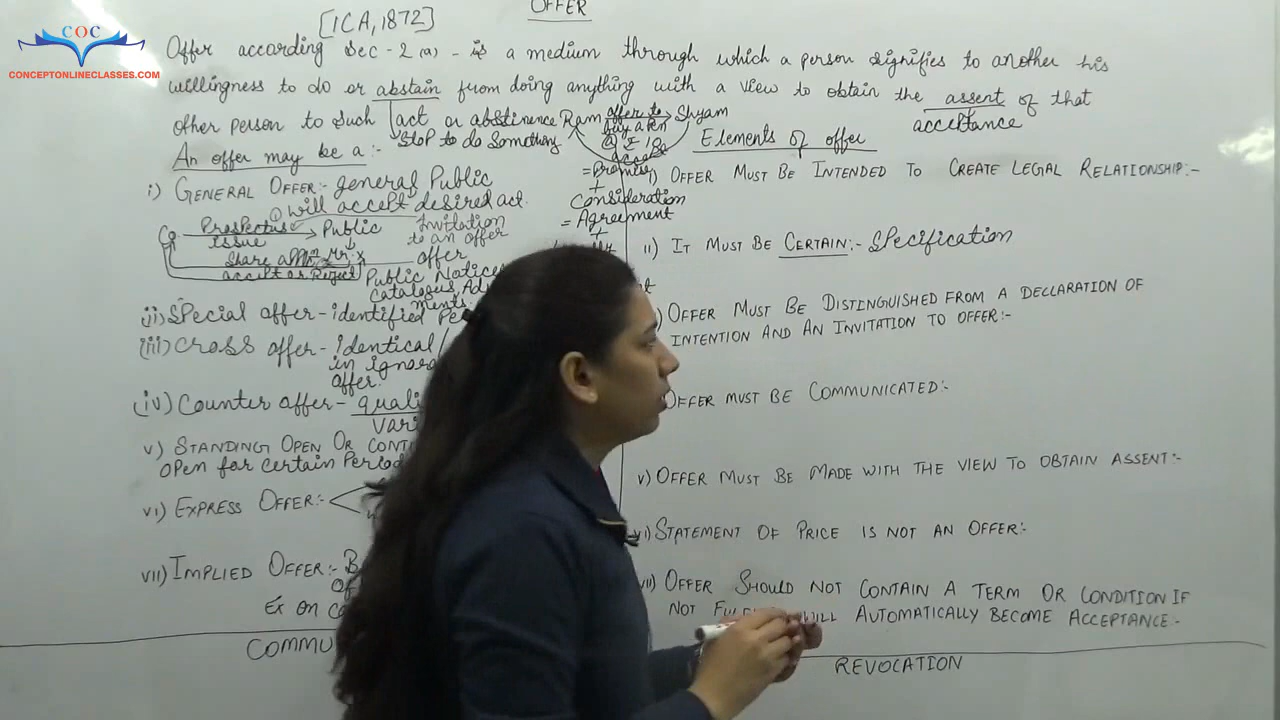 COC
CONCEPTONLINECLASSES.COM
OFFER
[ICA, 1872]
Offer according Sec - 2 (a) - is a medium through which a person signifies to another his
willingness to do or abstain from doing anything with a view to obtain the assent of that
other person to such act or abstinence
acceptance
Stop to do something
Ram offer to Shyam
buy a pen
accept
= Promise
+
Consideration
= Agreement
+
An offer may be a :-
i) GENERAL OFFER:- general Public
will accept desired act.
Co Prospectus Public
issue
Invitation
to an offer
Share Mr. X
offer
accept or Reject
Public Notice
Catalogue,
ments.
ii) Special offer - identified
(iii) CROSS offer - identical
in
offer.
(iv) Counter offer -
V) STANDING OPEN OR
OPen for certain Period
VI) EXPRESS OFFER:-
VII) IMPLIED OFFER:-
Ex on
Elements of offer
i) OFFER MUST BE INTENDED TO CREATE LEGAL RELATIONSHIP:-
II) IT MUST BE CERTAIN:- SPecification
OFFER MUST BE DISTINGUISHED FROM A DECLARATION OF
INTENTION AND AN INVITATION TO OFFER:-
OFFER MUST BE COMMUNICATED:-
V) OFFER MUST BE MADE WITH THE VIEW TO OBTAIN ASSENT:-
VI) STATEMENT OF PRICE IS NOT AN OFFER:-
VII) OFFER SHOULD NOT CONTAIN A TERM OR CONDITION IF
NOT WILL AUTOMATICALLY BECOME ACCEPTANCE:-
REVOCATION